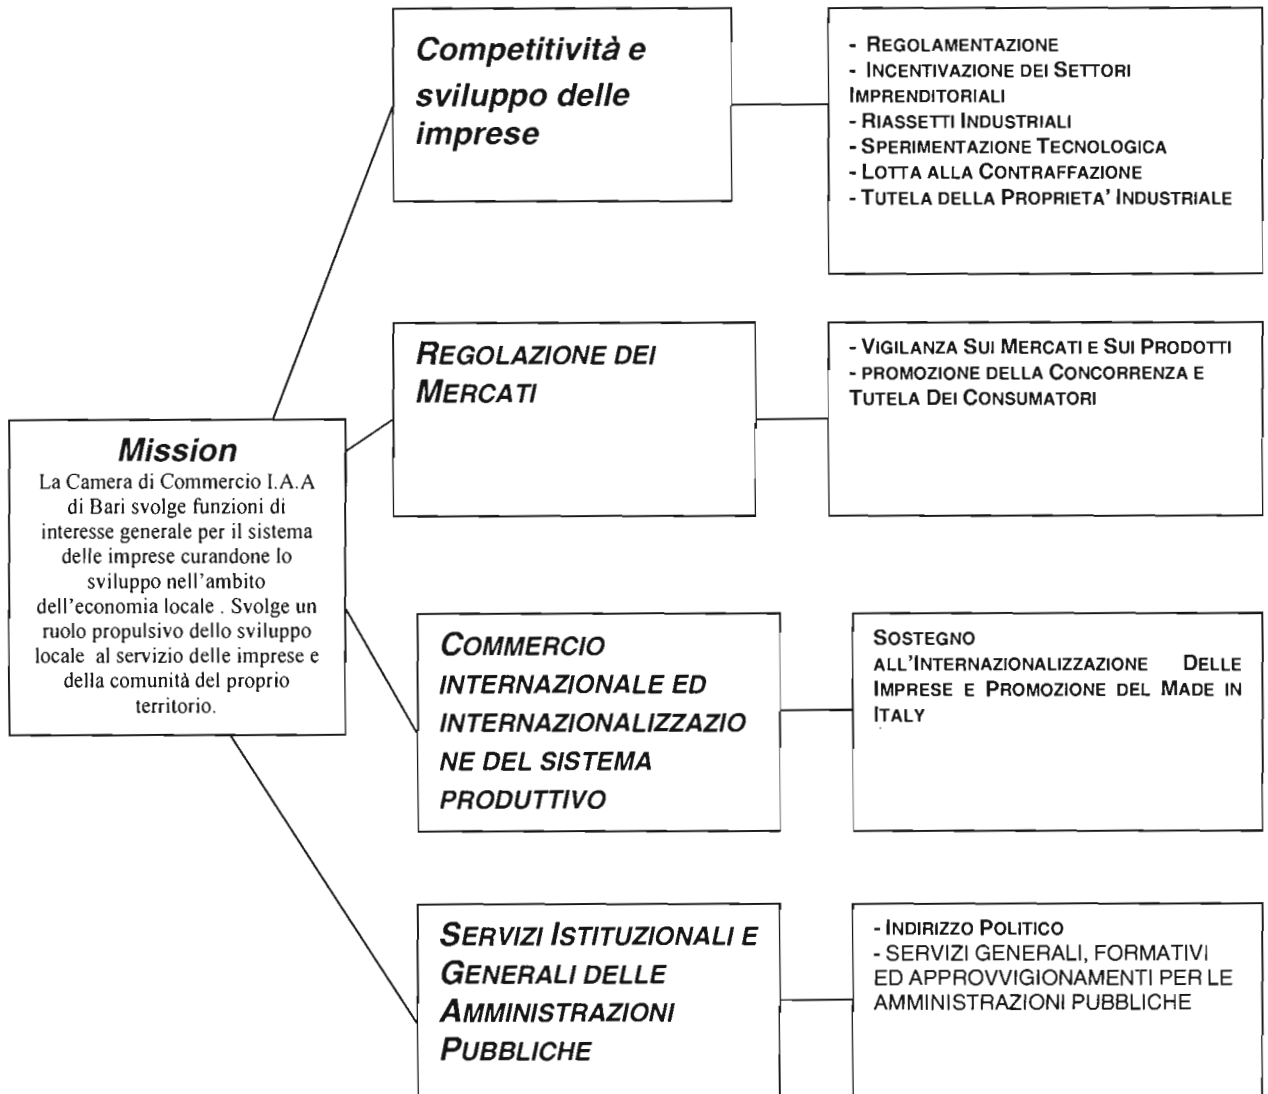 Competitività e
sviluppo delle
imprese
- REGOLAMENTAZIONE
- INCENTIVAZIONE DEI SETTORI
IMPRENDITORIALI
- RIASSETTI INDUSTRIALI
- SPERIMENTAZIONE TECNOLOGICA
- LOTTA ALLA CONTRAFFAZIONE
- TUTELA DELLA PROPRIETA' INDUSTRIALE
REGOLAZIONE DEI
MERCATI
- VIGILANZA SUI MERCATI E SUI PRODOTTI
- PROMOZIONE DELLA CONCORRENZA E
TUTELA DEI CONSUMATORI
Mission
La Camera di Commercio I.A.A
di Bari svolge funzioni di
interesse generale per il sistema
delle imprese curandone lo
sviluppo nell'ambito
dell'economia locale . Svolge un
ruolo propulsivo dello sviluppo
locale al servizio delle imprese e
della comunità del proprio
territorio.
COMMERCIO
INTERNAZIONALE ED
INTERNAZIONALIZZAZIO
NE DEL SISTEMA
PRODUTTIVO
SOSTEGNO
ALL'INTERNAZIONALIZZAZIONE DELLE
IMPRESE E PROMOZIONE DEL MADE IN
ITALY
SERVIZI ISTITUZIONALI E
GENERALI DELLE
AMMINISTRAZIONI
PUBBLICHE
- INDIRIZZO POLITICO
- SERVIZI GENERALI, FORMATIVI
ED APPROVVIGIONAMENTI PER LE
AMMINISTRAZIONI PUBBLICHE